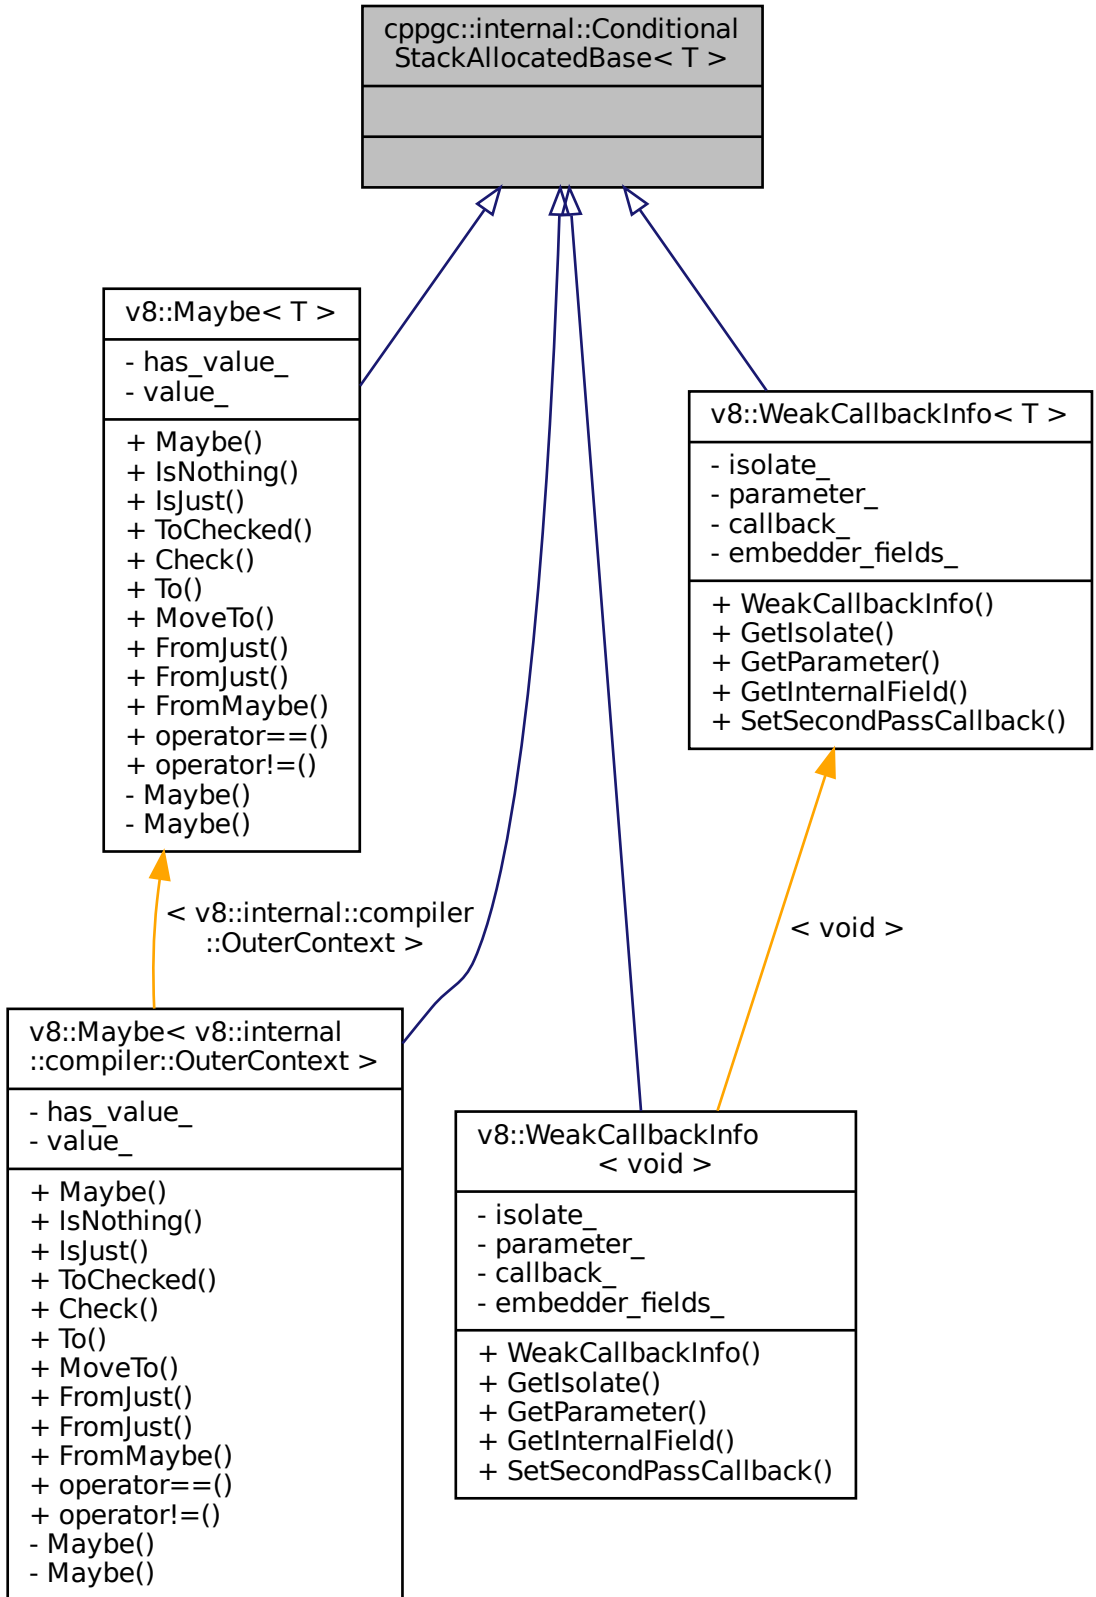 cppgc::internal::Conditional
StackAllocatedBase< T >
v8::Maybe< T >
- has_value_
- value_
+ Maybe()
+ IsNothing()
+ IsJust()
+ ToChecked()
+ Check()
+ To()
+ MoveTo()
+ FromJust()
+ FromJust()
+ FromMaybe()
+ operator==()
+ operator!=()
- Maybe()
- Maybe()
v8::WeakCallbackInfo< T >
- isolate_
- parameter_
- callback_
- embedder_fields_
+ WeakCallbackInfo()
+ GetIsolate()
+ GetParameter()
+ GetInternalField()
+ SetSecondPassCallback()
< v8::internal::compiler
::OuterContext >
< void >
v8::Maybe< v8::internal
::compiler::OuterContext >
- has_value_
- value_
+ Maybe()
+ IsNothing()
+ IsJust()
+ ToChecked()
+ Check()
+ To()
+ MoveTo()
+ FromJust()
+ FromJust()
+ FromMaybe()
+ operator==()
+ operator!=()
- Maybe()
- Maybe()
v8::WeakCallbackInfo
< void >
- isolate_
- parameter_
- callback_
- embedder_fields_
+ WeakCallbackInfo()
+ GetIsolate()
+ GetParameter()
+ GetInternalField()
+ SetSecondPassCallback()